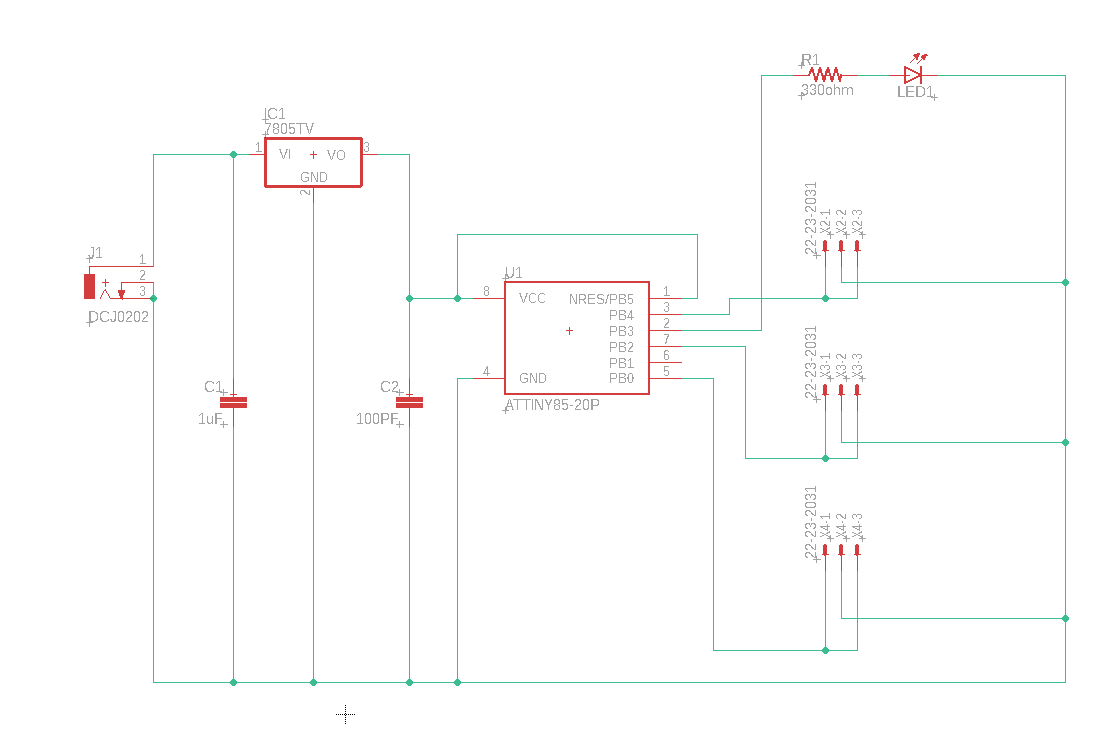 R1
330ohm
LED1
IC1
7805TV
1
VI
VO
3
GND
2
J1
1
2
3
DCJ0202
C1
1uF
C2
100PF
U1
8
VCC
NRES/PB5
1
PB4
3
PB3
2
PB2
7
PB1
6
4
GND
PB0
5
ATTINY85-20P
22-23-2031
X2-1
X2-2
X2-3
22-23-2031
X3-1
X3-2
X3-3
22-23-2031
X4-1
X4-2
X4-3